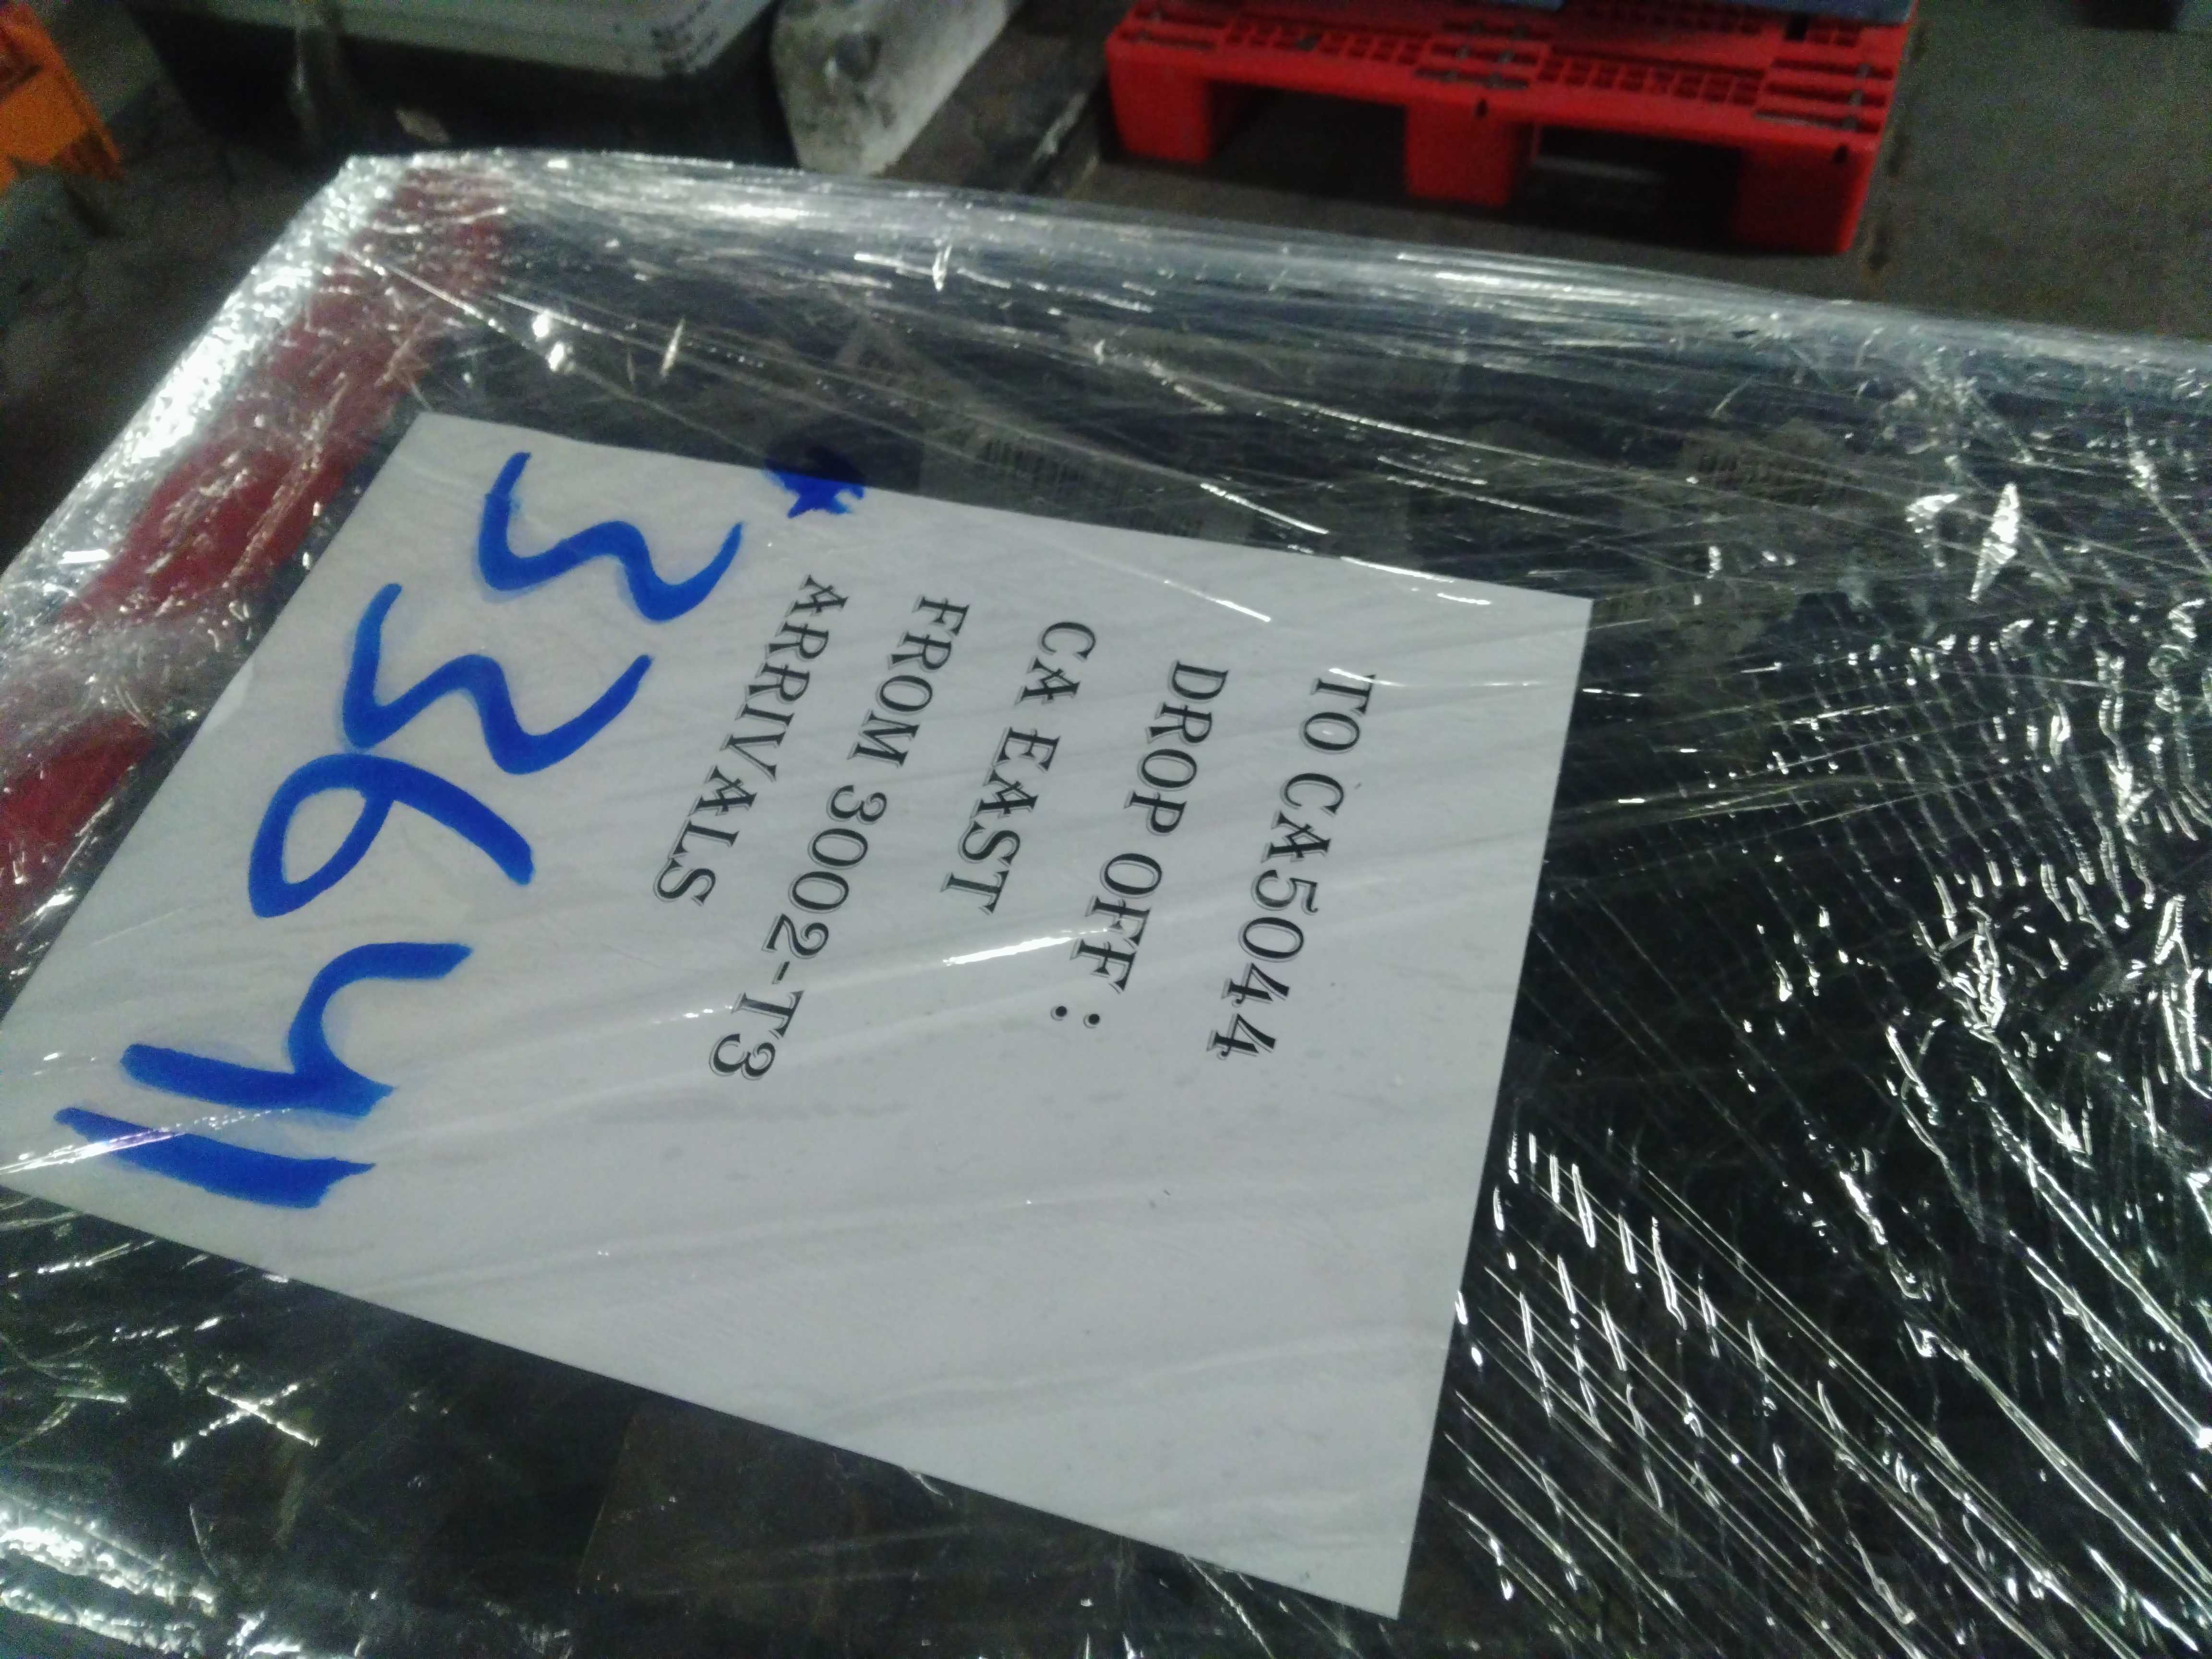 TO CA5044
DROP OFF :
CA EAST
FROM 3002-T3
ARRIVALS
33641